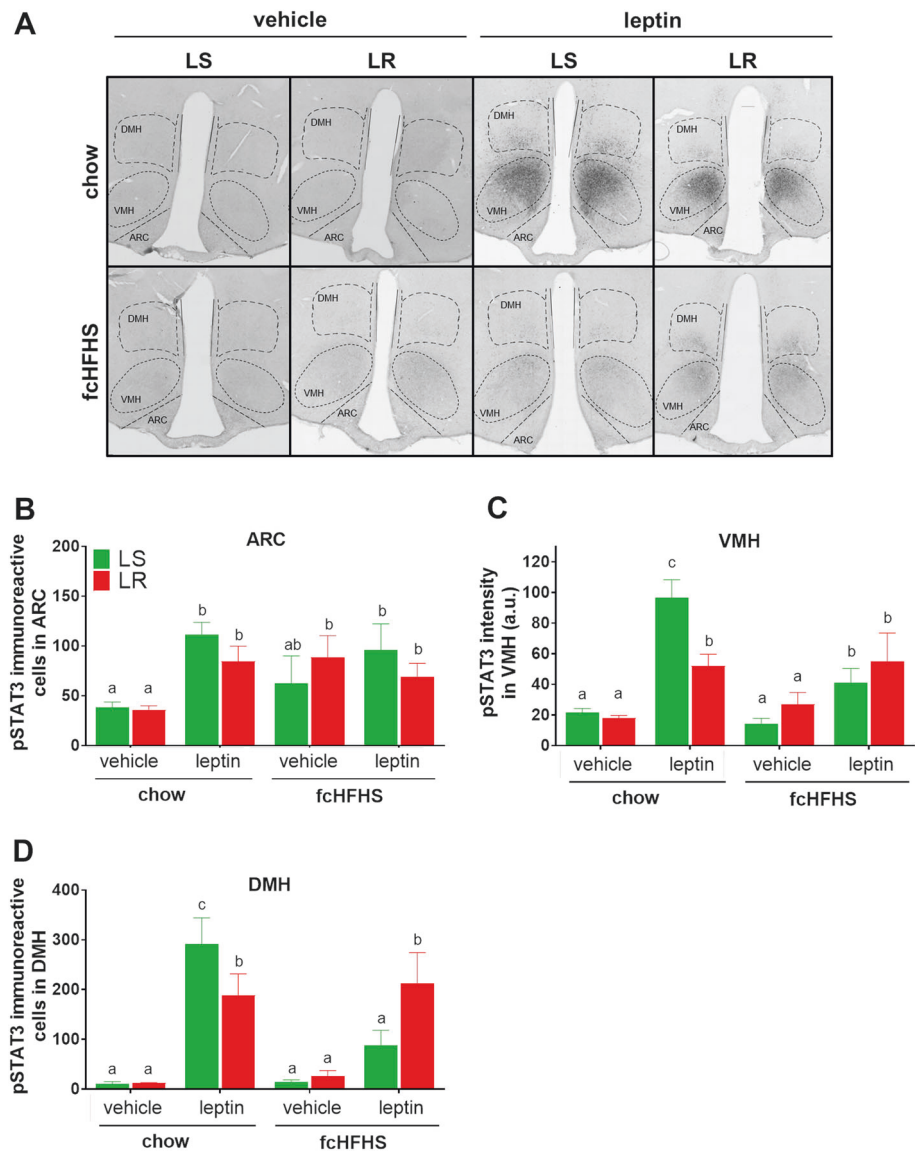 A
vehicle
leptin
LS
LR
LS
LR
chow
DMH
VMH
ARC
DMH
VMH
ARC
DMH
VMH
ARC
DMH
VMH
ARC
fcHFHS
DMH
VMH
ARC
DMH
VMH
ARC
DMH
VMH
ARC
DMH
VMH
ARC
B
ARC
pSTAT3 immunoreactive
cells in ARC
200
150
100
50
0
LS
LR
a
a
b
b
ab
b
b
b
vehicle
leptin
vehicle
leptin
chow
fcHFHS
C
VMH
pSTAT3 intensity
in VMH (a.u.)
120
100
80
60
40
20
0
a
a
c
b
a
a
b
b
vehicle
leptin
vehicle
leptin
chow
fcHFHS
D
DMH
pSTAT3 immunoreactive
cells in DMH
400
300
200
100
0
a
a
c
b
a
a
a
b
vehicle
leptin
vehicle
leptin
chow
fcHFHS